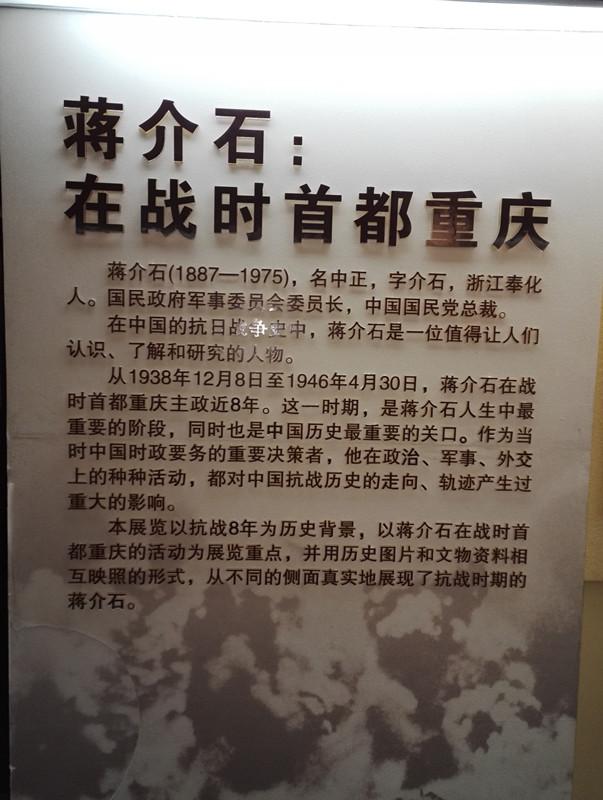 蒋介石：
在战时首都重庆
蒋介石(1887—1975)，名中正，字介石，浙江奉化
人。国民政府军事委员会委员长，中国国民党总裁。
在中国的抗日战争史中，蒋介石是一位值得让人们
认识、了解和研究的人物。
从1938年12月8日至1946年4月30日，蒋介石在战
时首都重庆主政近8年。这一时期，是蒋介石人生中最
重要的阶段，同时也是中国历史最重要的关口。作为当
时中国时政要务的重要决策者，他在政治、军事、外交
上的种种活动，都对中国抗战历史的走向、轨迹产生过
重大的影响。
本展览以抗战8年为历史背景，以蒋介石在战时首
都重庆的活动为展览重点，并用历史图片和文物资料相
互映照的形式，从不同的侧面真实地展现了抗战时期的
蒋介石。